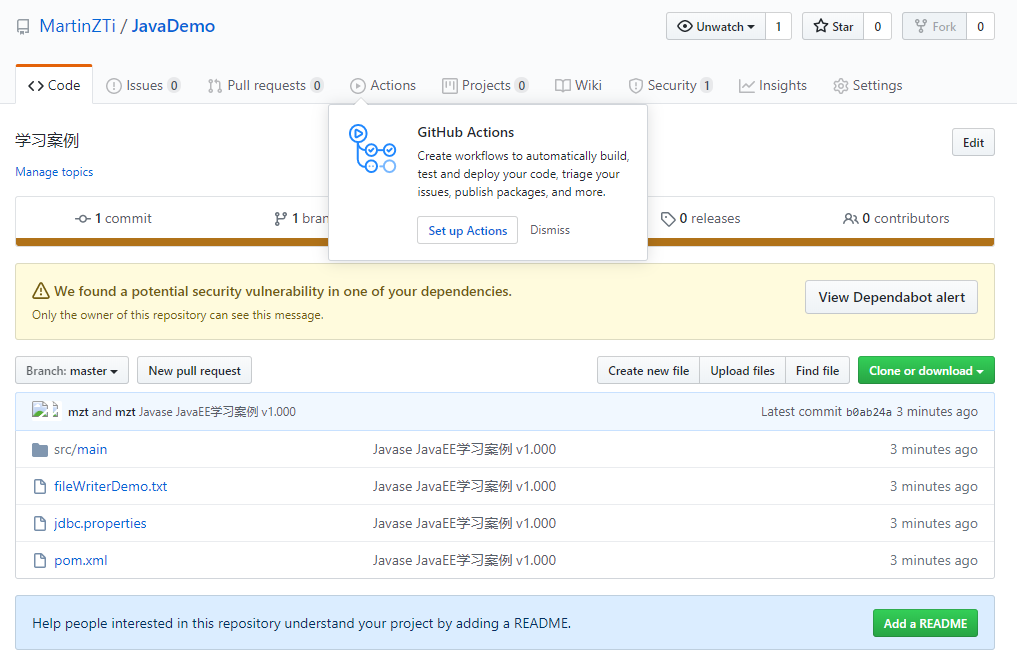 MartinZTi / JavaDemo
Unwatch 1 Star 0 Fork 0
Code Issues 0 Pull requests 0 Actions Projects 0 Wiki Security 1 Insights Settings
学习案例
Edit
Manage topics
GitHub Actions
Create workflows to automatically build,
test and deploy your code, triage your
issues, publish packages, and more.
Set up Actions Dismiss
1 commit 1 bran 0 releases 0 contributors
We found a potential security vulnerability in one of your dependencies.
Only the owner of this repository can see this message.
View Dependabot alert
Branch: master New pull request Create new file Upload files Find file Clone or download
mzt and mzt Javase JavaEE学习案例 v1.000 Latest commit b0ab24a 3 minutes ago
src/main Javase JavaEE学习案例 v1.000 3 minutes ago
fileWriterDemo.txt Javase JavaEE学习案例 v1.000 3 minutes ago
jdbc.properties Javase JavaEE学习案例 v1.000 3 minutes ago
pom.xml Javase JavaEE学习案例 v1.000 3 minutes ago
Help people interested in this repository understand your project by adding a README. Add a README